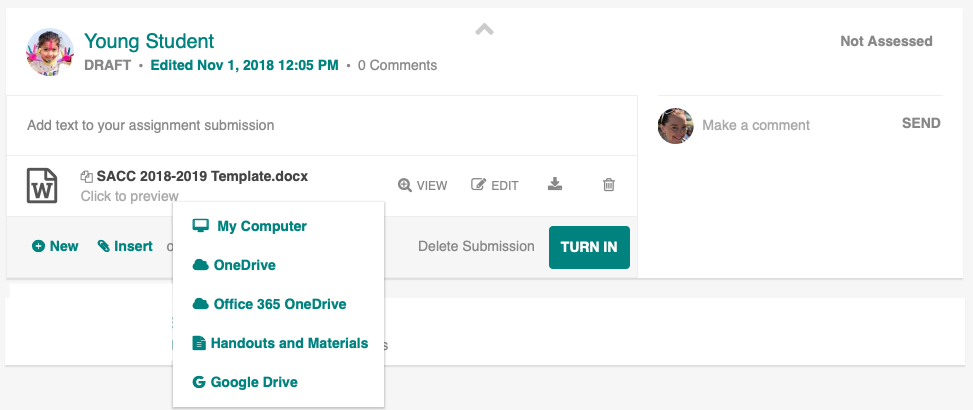 Young Student
DRAFT • Edited Nov 1, 2018 12:05 PM • 0 Comments
Not Assessed
Add text to your assignment submission
Make a comment
SEND
W
SACC 2018-2019 Template.docx
Click to preview
VIEW
EDIT
New
Insert
Delete Submission
TURN IN
My Computer
OneDrive
Office 365 OneDrive
Handouts and Materials
Google Drive